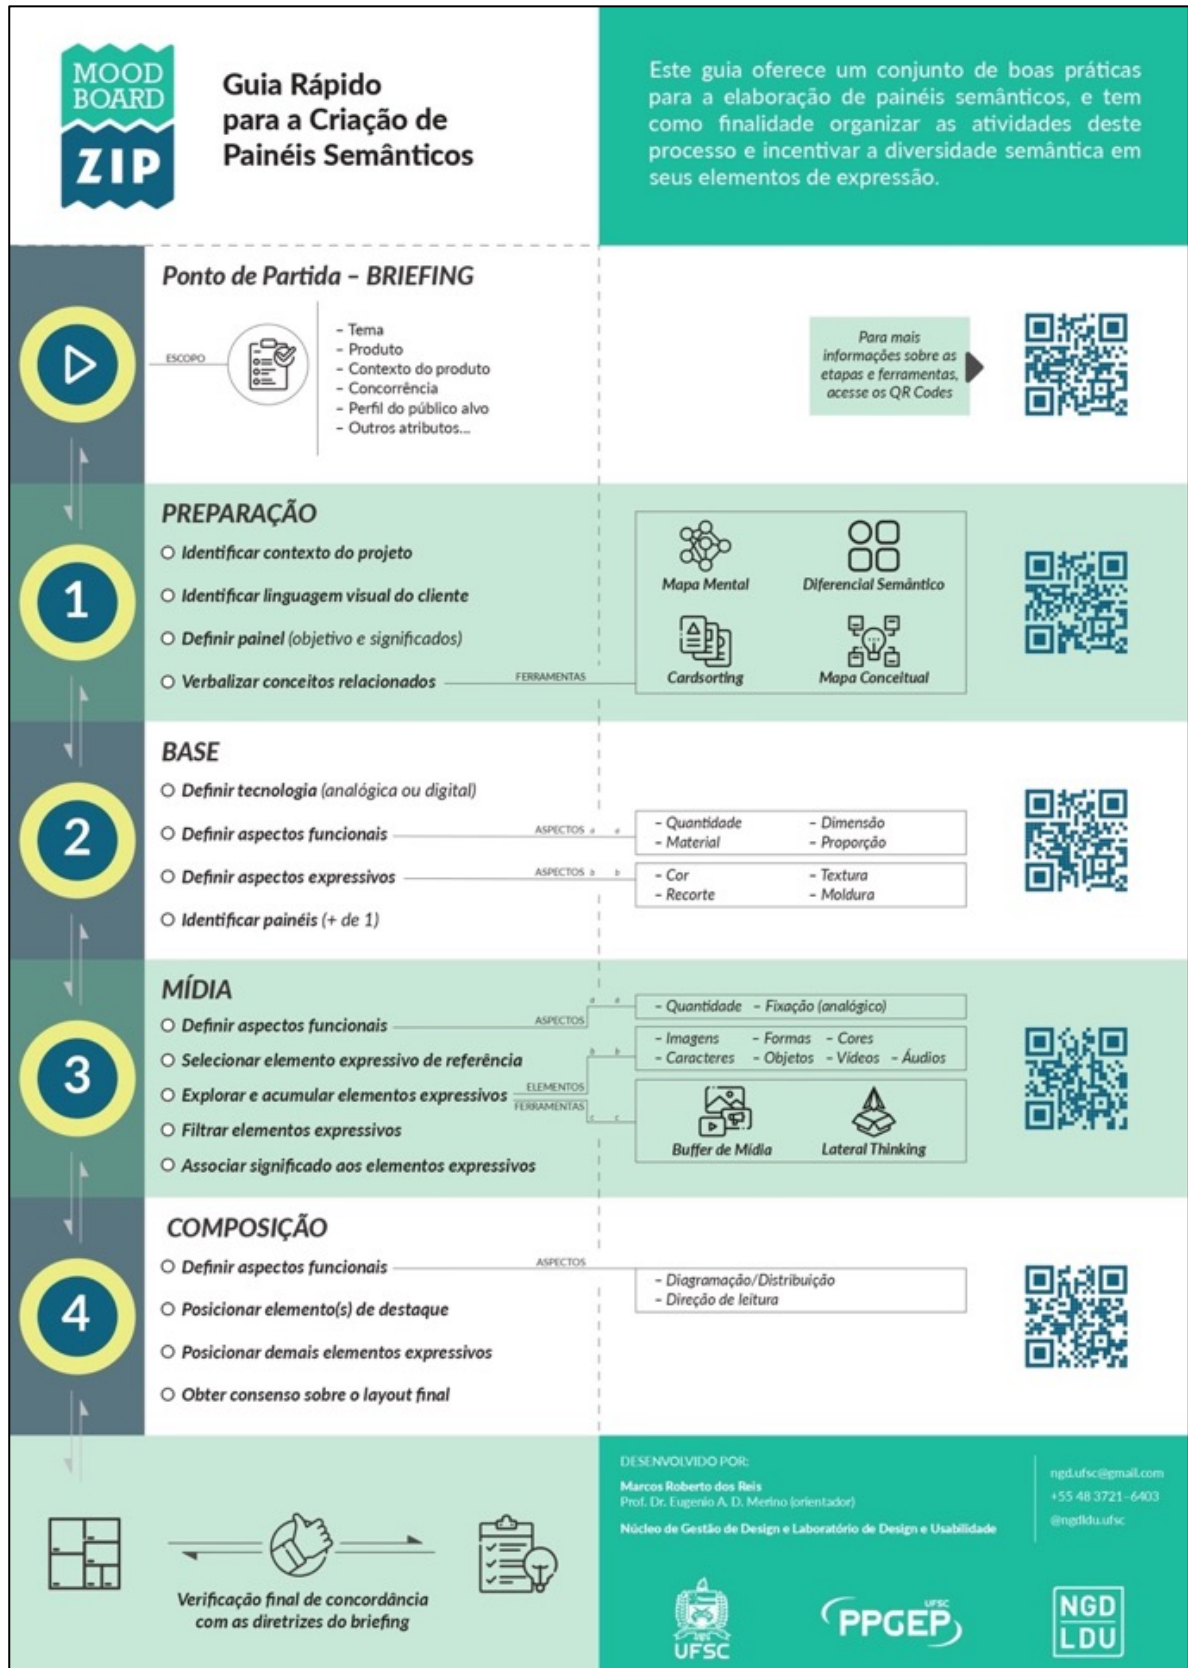 MOOD
BOARD
ZIP
Guia Rápido
para a Criação de
Painéis Semânticos
Este guia oferece um conjunto de boas práticas
para a elaboração de painéis semânticos, e tem
como finalidade organizar as atividades deste
processo e incentivar a diversidade semântica em
seus elementos de expressão.
Ponto de Partida – BRIEFING
ESCOPO
– Tema
– Produto
– Contexto do produto
– Concorrência
– Perfil do público alvo
– Outros atributos...
Para mais
informações sobre as
etapas e ferramentas,
acesse os QR Codes
1
PREPARAÇÃO
Identificar contexto do projeto
Identificar linguagem visual do cliente
Definir painel (objetivo e significados)
Verbalizar conceitos relacionados
FERRAMENTAS
Mapa Mental
Diferencial Semântico
Cardsorting
Mapa Conceitual
2
BASE
Definir tecnologia (analógica ou digital)
Definir aspectos funcionais
ASPECTOS a a
– Quantidade – Dimensão
– Material – Proporção
Definir aspectos expressivos
ASPECTOS b b
– Cor – Textura
– Recorte – Moldura
Identificar painéis (+ de 1)
3
MÍDIA
Definir aspectos funcionais
ASPECTOS
a a
– Quantidade – Fixação (analógico)
Selecionar elemento expressivo de referência
b b
– Imagens – Formas – Cores
– Caracteres – Objetos – Vídeos – Áudios
Explorar e acumular elementos expressivos
ELEMENTOS
FERRAMENTAS
c c
Filtrar elementos expressivos
Associar significado aos elementos expressivos
Buffer de Mídia
Lateral Thinking
4
COMPOSIÇÃO
Definir aspectos funcionais
ASPECTOS
– Diagramação/Distribuição
– Direção de leitura
Posicionar elemento(s) de destaque
Posicionar demais elementos expressivos
Obter consenso sobre o layout final
Verificação final de concordância
com as diretrizes do briefing
DESENVOLVIDO POR:
Marcos Roberto dos Reis
Prof. Dr. Eugenio A. D. Merino (orientador)
Núcleo de Gestão de Design e Laboratório de Design e Usabilidade
ngd.ufsc@gmail.com
+55 48 3721–6403
@ngdldu.ufsc
UFSC
UFSC
PPGEP
NGD
LDU